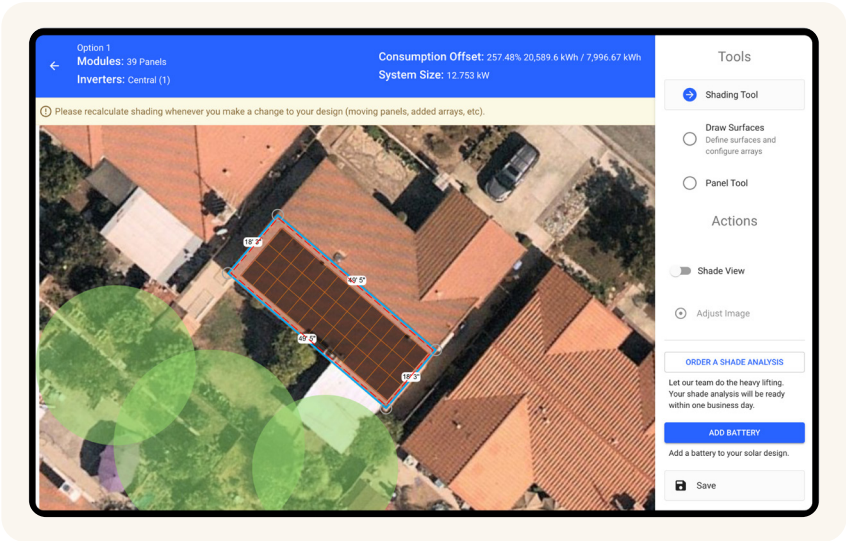 Option 1
Modules: 39 Panels
Inverters: Central (1)
Consumption Offset: 257.48% 20,589.6 kWh / 7,996.67 kWh
System Size: 12.753 kW
Please recalculate shading whenever you make a change to your design (moving panels, added arrays, etc).
18' 2"
49' 5"
49' 5"
18' 3"
Tools
Shading Tool
Draw Surfaces
Define surfaces and
configure arrays
Panel Tool
Actions
Shade View
Adjust Image
ORDER A SHADE ANALYSIS
Let our team do the heavy lifting.
Your shade analysis will be ready
within one business day.
ADD BATTERY
Add a battery to your solar design.
Save